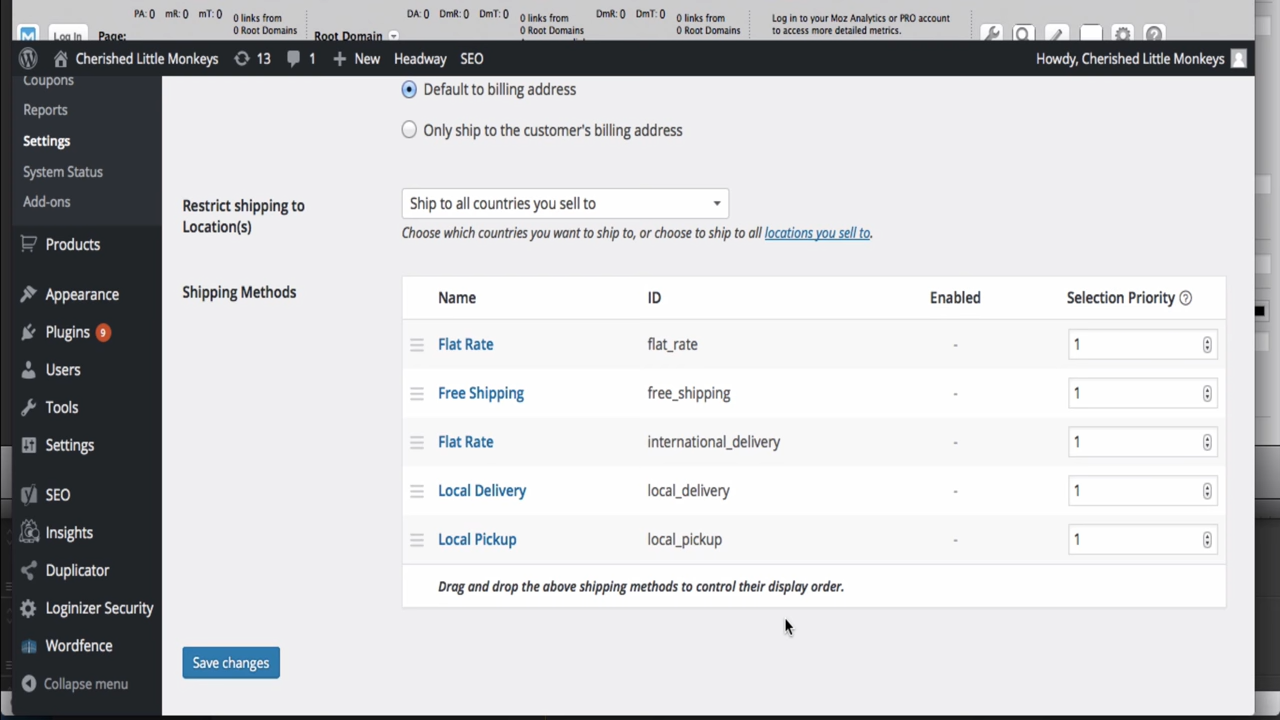 PA: 0 mR: 0 mT: 0 0 links from 0 Root Domains DA: 0 DmR: 0 DmT: 0 0 links from 0 Root Domains DmR: 0 DmT: 0 0 links from 0 Root Domains Log in to your Moz Analytics or PRO account to access more detailed metrics.
M Log In Page: Root Domain
Cherished Little Monkeys 13 1 + New Headway SEO Howdy, Cherished Little Monkeys
Coupons
Reports
Settings
System Status
Add-ons
Products
Appearance
Plugins 9
Users
Tools
Settings
SEO
Insights
Duplicator
Loginizer Security
Wordfence
Collapse menu
Default to billing address
Only ship to the customer's billing address
Restrict shipping to
Location(s)
Ship to all countries you sell to
Choose which countries you want to ship to, or choose to ship to all locations you sell to.
Shipping Methods
Name ID Enabled Selection Priority ?
Flat Rate flat_rate - 1
Free Shipping free_shipping - 1
Flat Rate international_delivery - 1
Local Delivery local_delivery - 1
Local Pickup local_pickup - 1
Drag and drop the above shipping methods to control their display order.
Save changes